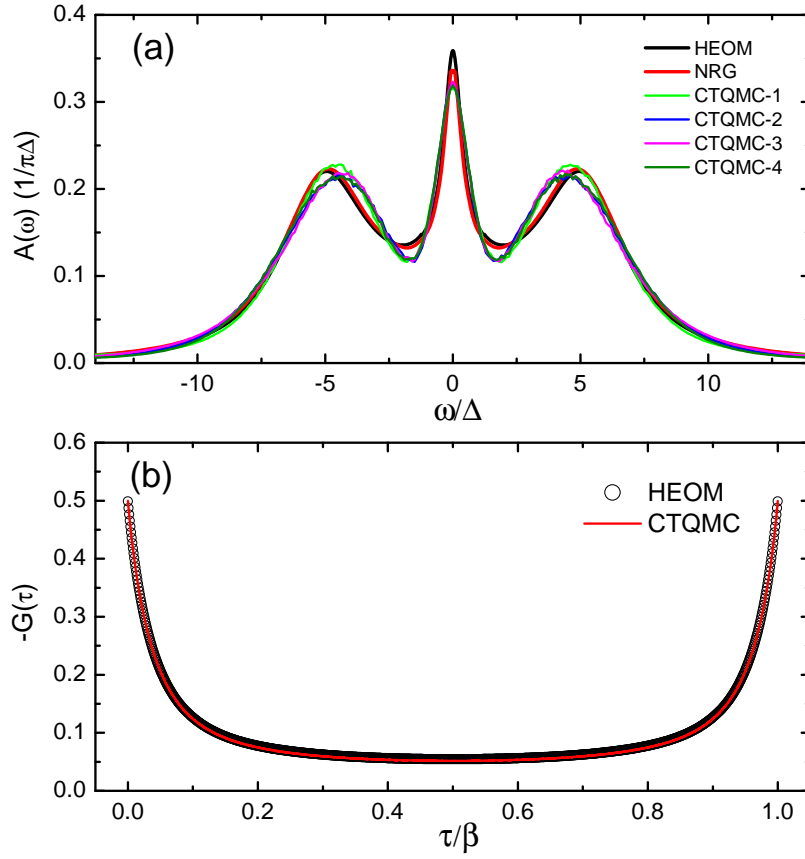 (a)
HEOM
NRG
CTQMC-1
CTQMC-2
CTQMC-3
CTQMC-4
A(ω) (1/πΔ)
0.4
0.3
0.2
0.1
0.0
-10 -5 0 5 10
ω/Δ
(b)
HEOM
CTQMC
-G(τ)
0.6
0.5
0.4
0.3
0.2
0.1
0.0
0.0 0.2 0.4 0.6 0.8 1.0
τ/β